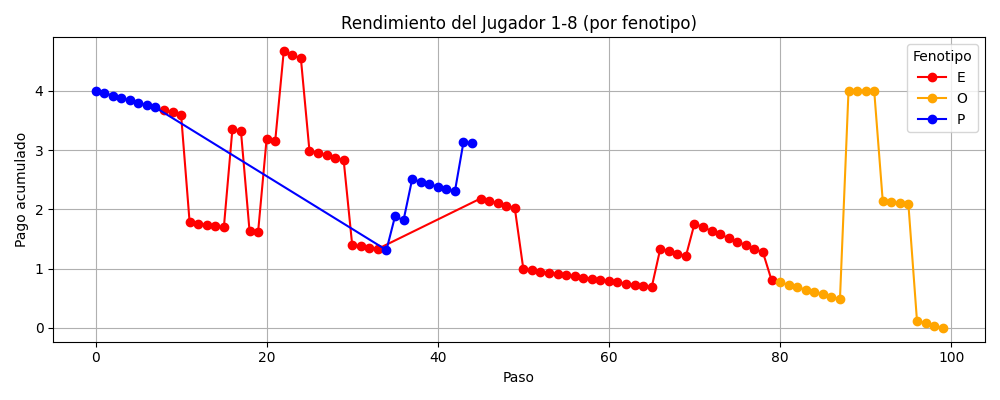 Rendimiento del Jugador 1-8 (por fenotipo)
Pago acumulado
4
3
2
1
0
0 20 40 60 80 100
Paso
Fenotipo
E
O
P